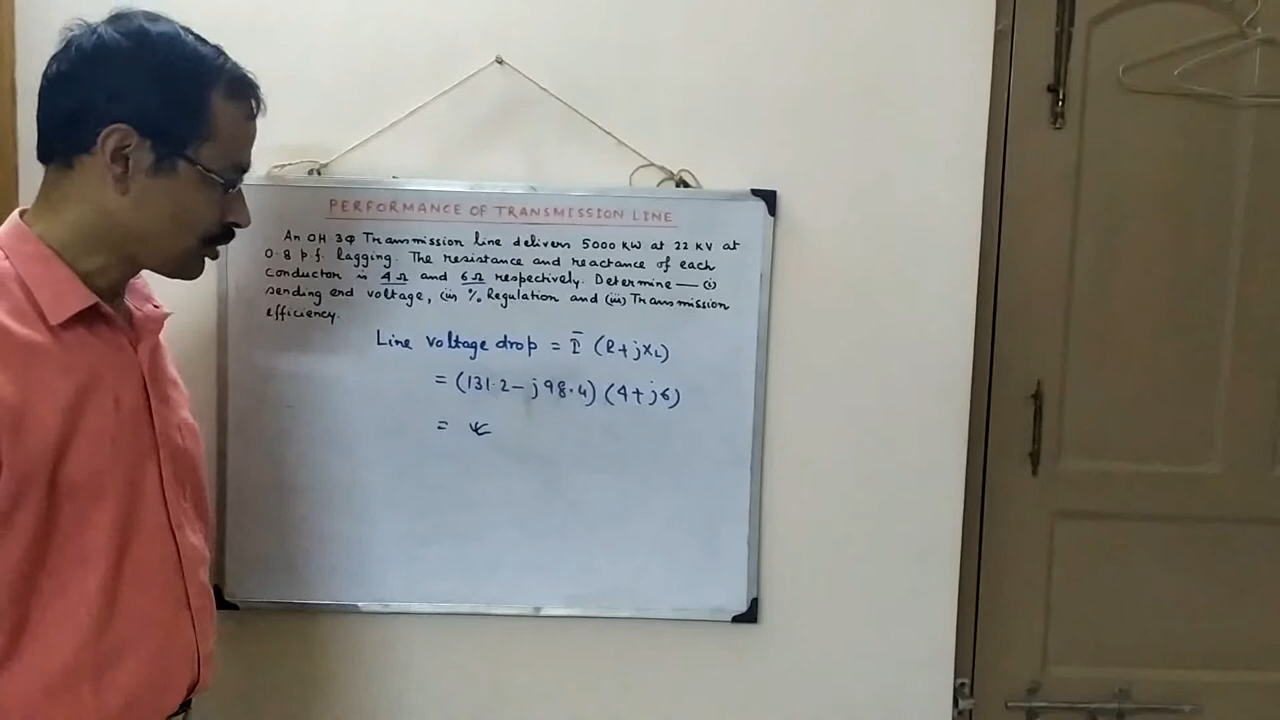 PERFORMANCE OF TRANSMISSION LINE
An OH 3φ Transmission line delivers 5000 KW at 22 KV at
0.8 p.f. lagging. The resistance and reactance of each
conductor is 4Ω and 6Ω respectively. Determine — (i)
sending end voltage, (ii) % Regulation and (iii) Transmission
efficiency.
Line voltage drop = Ī (R+jXL)
= (131.2-j98.4) (4+j6)
=